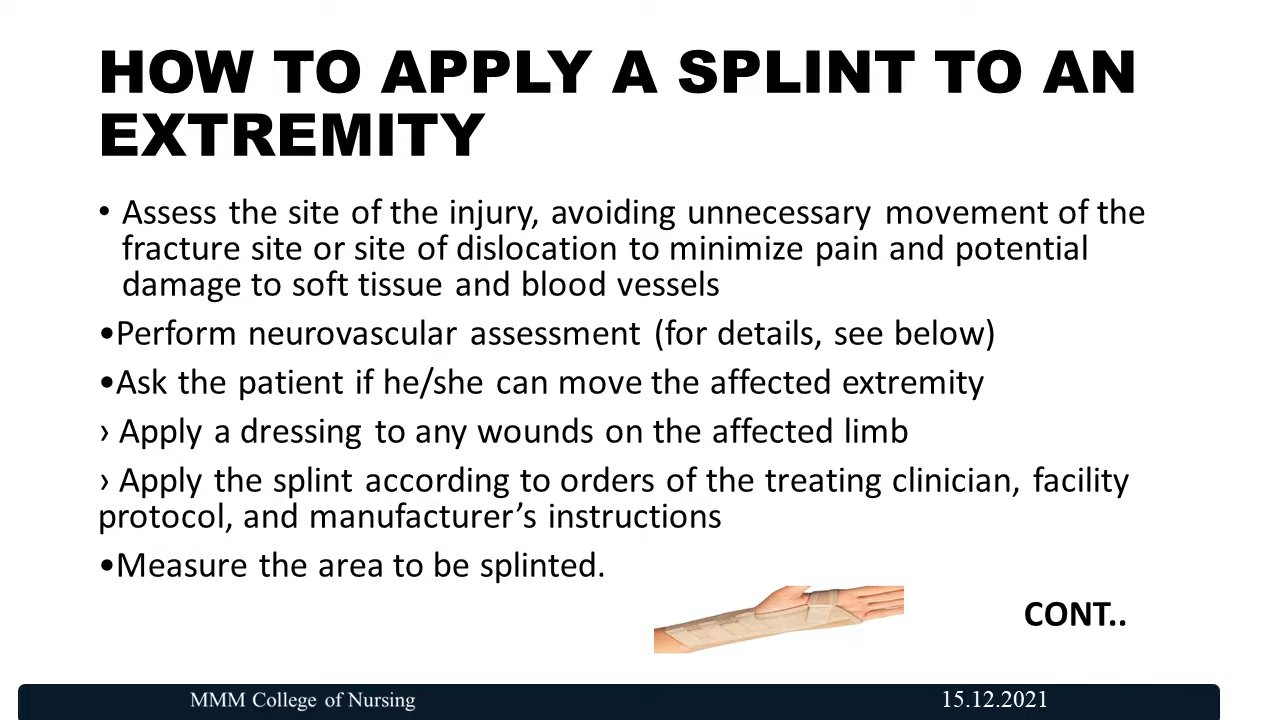 HOW TO APPLY A SPLINT TO AN
EXTREMITY
• Assess the site of the injury, avoiding unnecessary movement of the
fracture site or site of dislocation to minimize pain and potential
damage to soft tissue and blood vessels
•Perform neurovascular assessment (for details, see below)
•Ask the patient if he/she can move the affected extremity
› Apply a dressing to any wounds on the affected limb
› Apply the splint according to orders of the treating clinician, facility
protocol, and manufacturer’s instructions
•Measure the area to be splinted.
CONT..
MMM College of Nursing
15.12.2021